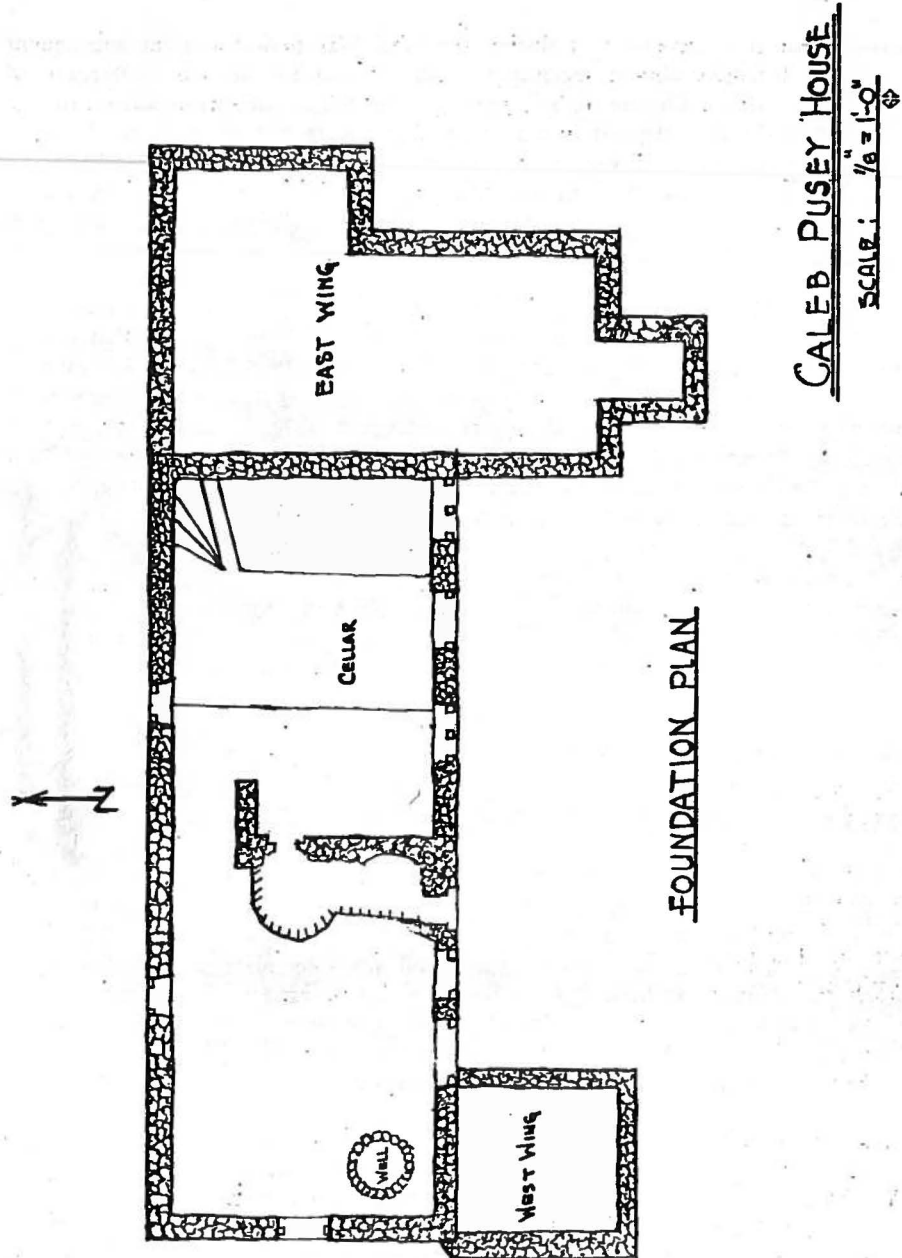 CALEB PUSEY HOUSE
SCALE: 1/8" = 1'-0"
FOUNDATION PLAN
EAST WING
CELLAR
WELL
WEST WING
N